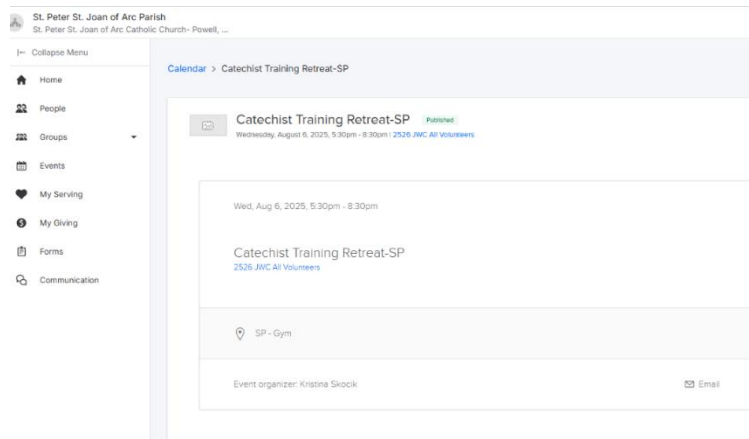 St. Peter St. Joan of Arc Parish
St. Peter St. Joan of Arc Catholic Church- Powell, ...
Collapse Menu
Calendar > Catechist Training Retreat-SP
Home
People
Groups
Events
My Serving
My Giving
Forms
Communication
Catechist Training Retreat-SP Published
Wednesday, August 6, 2025, 5:30pm - 8:30pm | 2526 JWC All Volunteers
Wed, Aug 6, 2025, 5:30pm - 8:30pm
Catechist Training Retreat-SP
2526 JWC All Volunteers
SP - Gym
Event organizer: Kristina Skocik
Email